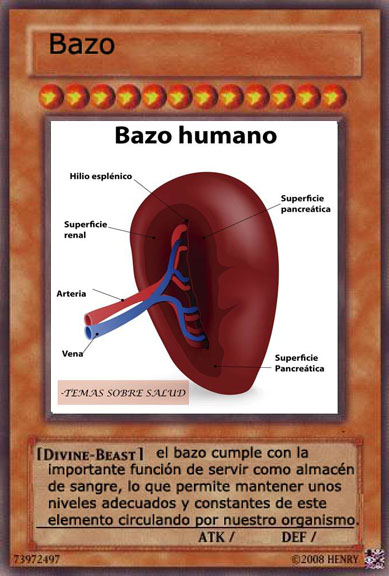 Bazo
Bazo humano
Hilio esplénico
Superficie
pancreática
Superficie
renal
Arteria
Vena
Superficie
Pancreática
-TEMAS SOBRE SALUD
[DIVINE-BEAST] el bazo cumple con la
importante función de servir como almacén
de sangre, lo que permite mantener unos
niveles adecuados y constantes de este
elemento circulando por nuestro organismo.
ATK / DEF /
73972497 ©2008 HENRY